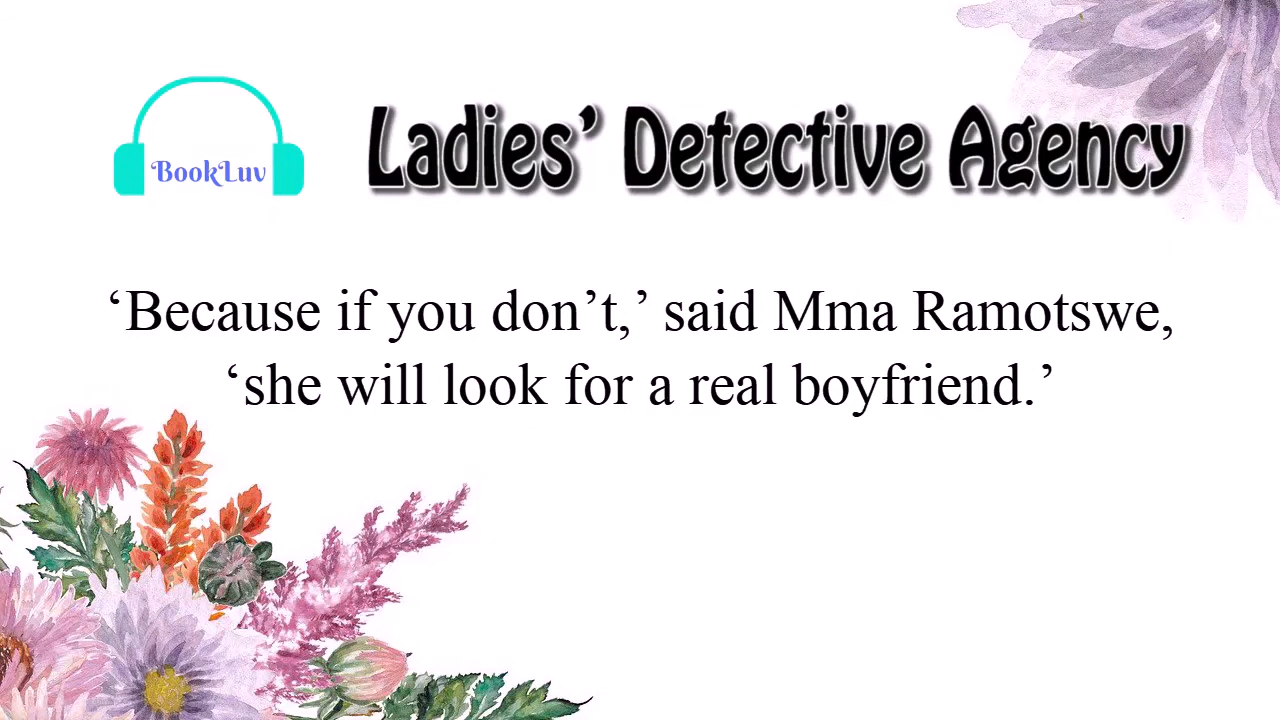 BookLuv
Ladies’ Detective Agency
‘Because if you don’t,’ said Mma Ramotswe,
‘she will look for a real boyfriend.’